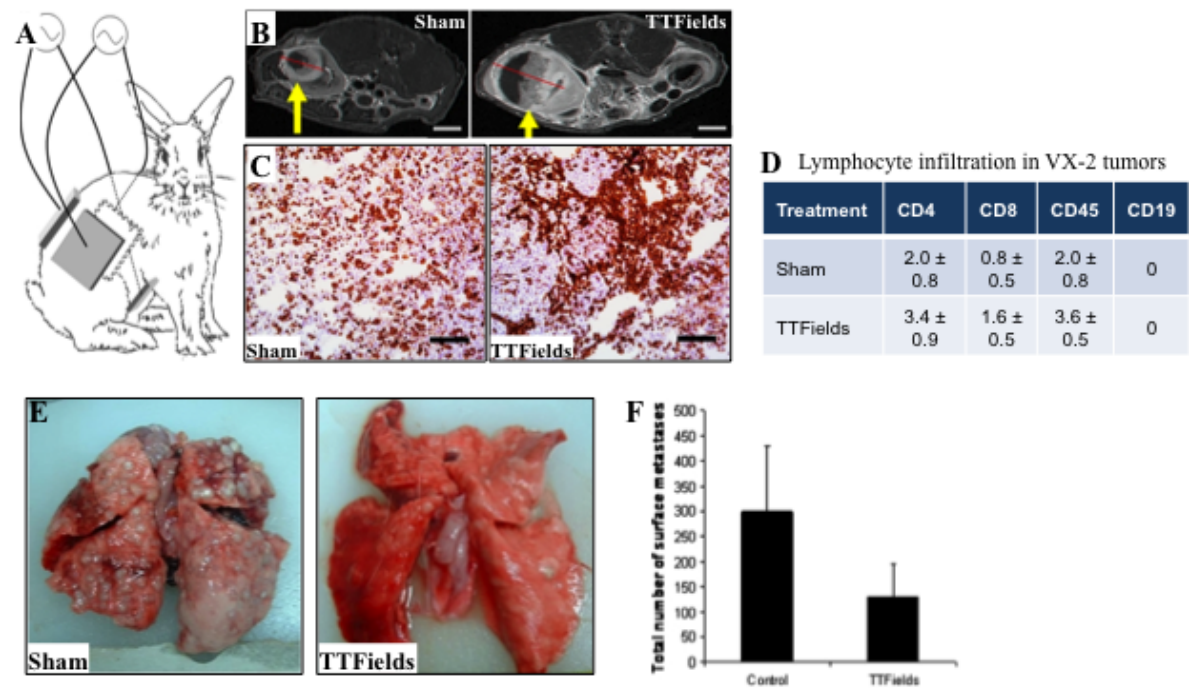 A
B
Sham
TTFields
C
Sham
TTFields
D Lymphocyte infiltration in VX-2 tumors
Treatment CD4 CD8 CD45 CD19
Sham 2.0 ± 0.8 0.8 ± 0.5 2.0 ± 0.8 0
TTFields 3.4 ± 0.9 1.6 ± 0.5 3.6 ± 0.5 0
E
Sham
TTFields
F
Total number of surface metastases
500
450
400
350
300
250
200
150
100
50
0
Control TTFields